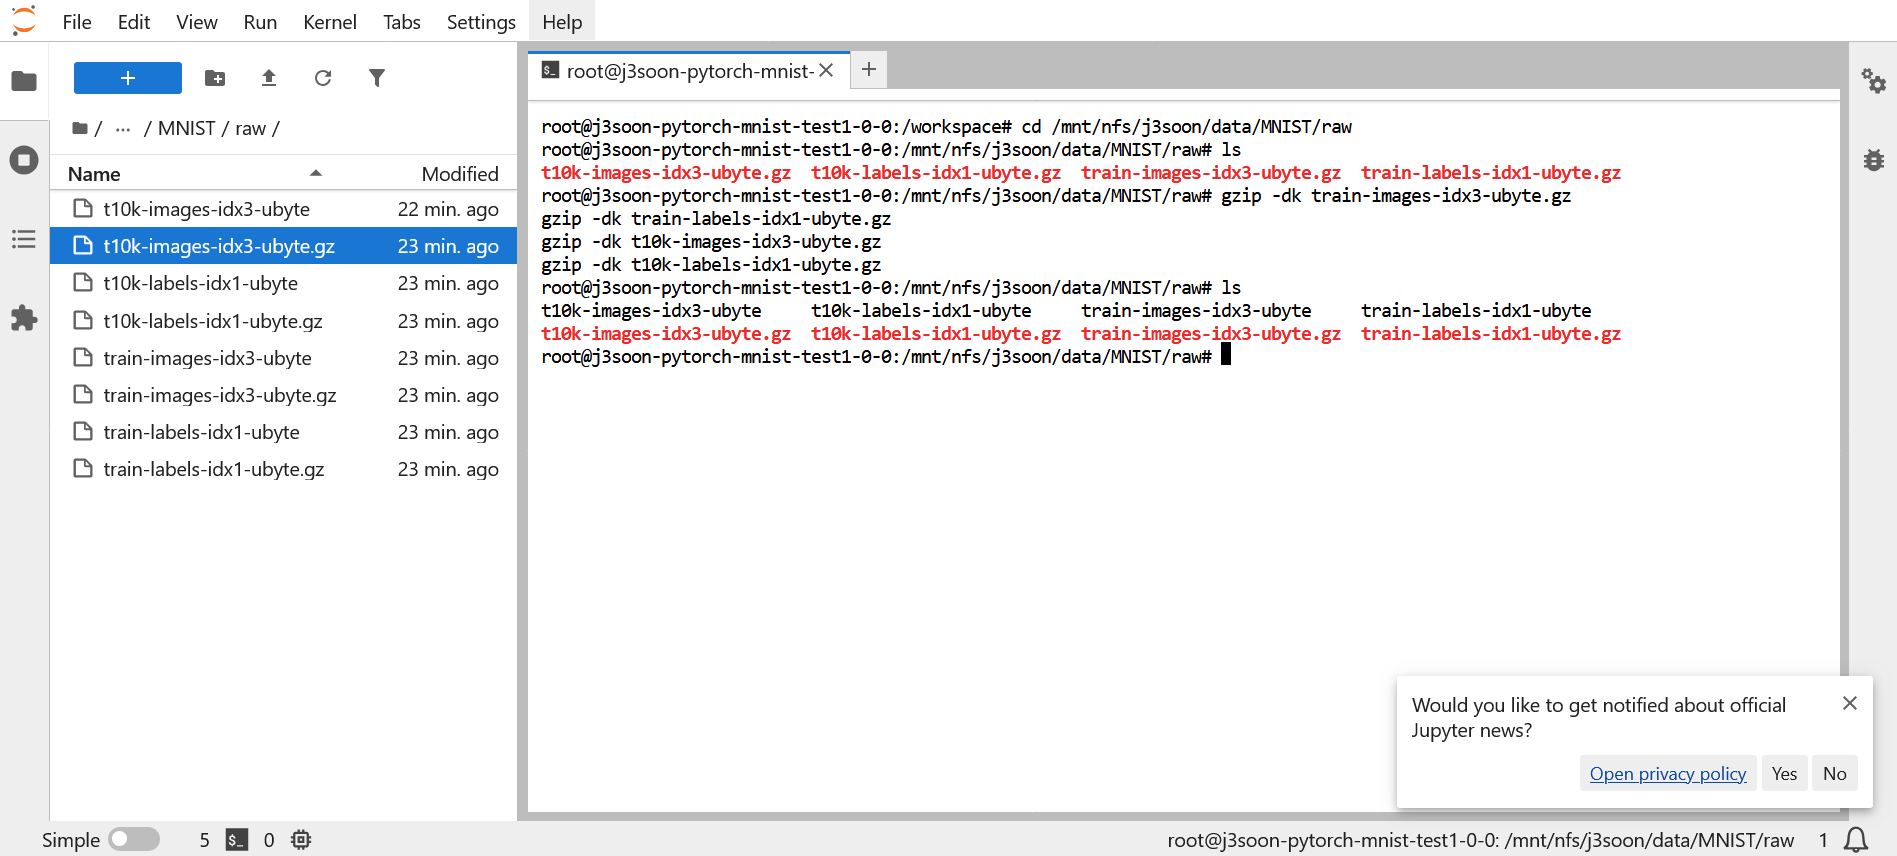 File Edit View Run Kernel Tabs Settings Help
+
/ ... / MNIST / raw /
Name Modified
t10k-images-idx3-ubyte 22 min. ago
t10k-images-idx3-ubyte.gz 23 min. ago
t10k-labels-idx1-ubyte 23 min. ago
t10k-labels-idx1-ubyte.gz 23 min. ago
train-images-idx3-ubyte 23 min. ago
train-images-idx3-ubyte.gz 23 min. ago
train-labels-idx1-ubyte 23 min. ago
train-labels-idx1-ubyte.gz 23 min. ago
$_ root@j3soon-pytorch-mnist- × +
root@j3soon-pytorch-mnist-test1-0-0:/workspace# cd /mnt/nfs/j3soon/data/MNIST/raw
root@j3soon-pytorch-mnist-test1-0-0:/mnt/nfs/j3soon/data/MNIST/raw# ls
t10k-images-idx3-ubyte.gz t10k-labels-idx1-ubyte.gz train-images-idx3-ubyte.gz train-labels-idx1-ubyte.gz
root@j3soon-pytorch-mnist-test1-0-0:/mnt/nfs/j3soon/data/MNIST/raw# gzip -dk train-images-idx3-ubyte.gz
gzip -dk train-labels-idx1-ubyte.gz
gzip -dk t10k-images-idx3-ubyte.gz
gzip -dk t10k-labels-idx1-ubyte.gz
root@j3soon-pytorch-mnist-test1-0-0:/mnt/nfs/j3soon/data/MNIST/raw# ls
t10k-images-idx3-ubyte t10k-labels-idx1-ubyte train-images-idx3-ubyte train-labels-idx1-ubyte
t10k-images-idx3-ubyte.gz t10k-labels-idx1-ubyte.gz train-images-idx3-ubyte.gz train-labels-idx1-ubyte.gz
root@j3soon-pytorch-mnist-test1-0-0:/mnt/nfs/j3soon/data/MNIST/raw#
Would you like to get notified about official
Jupyter news?
Open privacy policy Yes No
Simple 5 $_ 0 root@j3soon-pytorch-mnist-test1-0-0: /mnt/nfs/j3soon/data/MNIST/raw 1